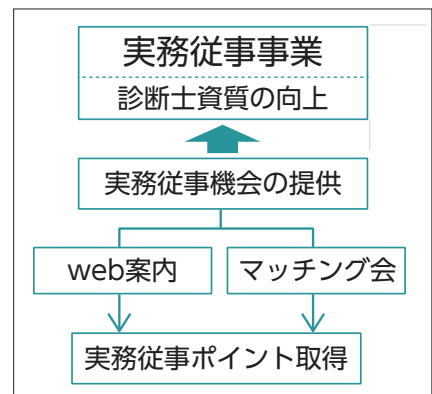 実務従事事業
診断士資質の向上
実務従事機会の提供
web案内
マッチング会
実務従事ポイント取得